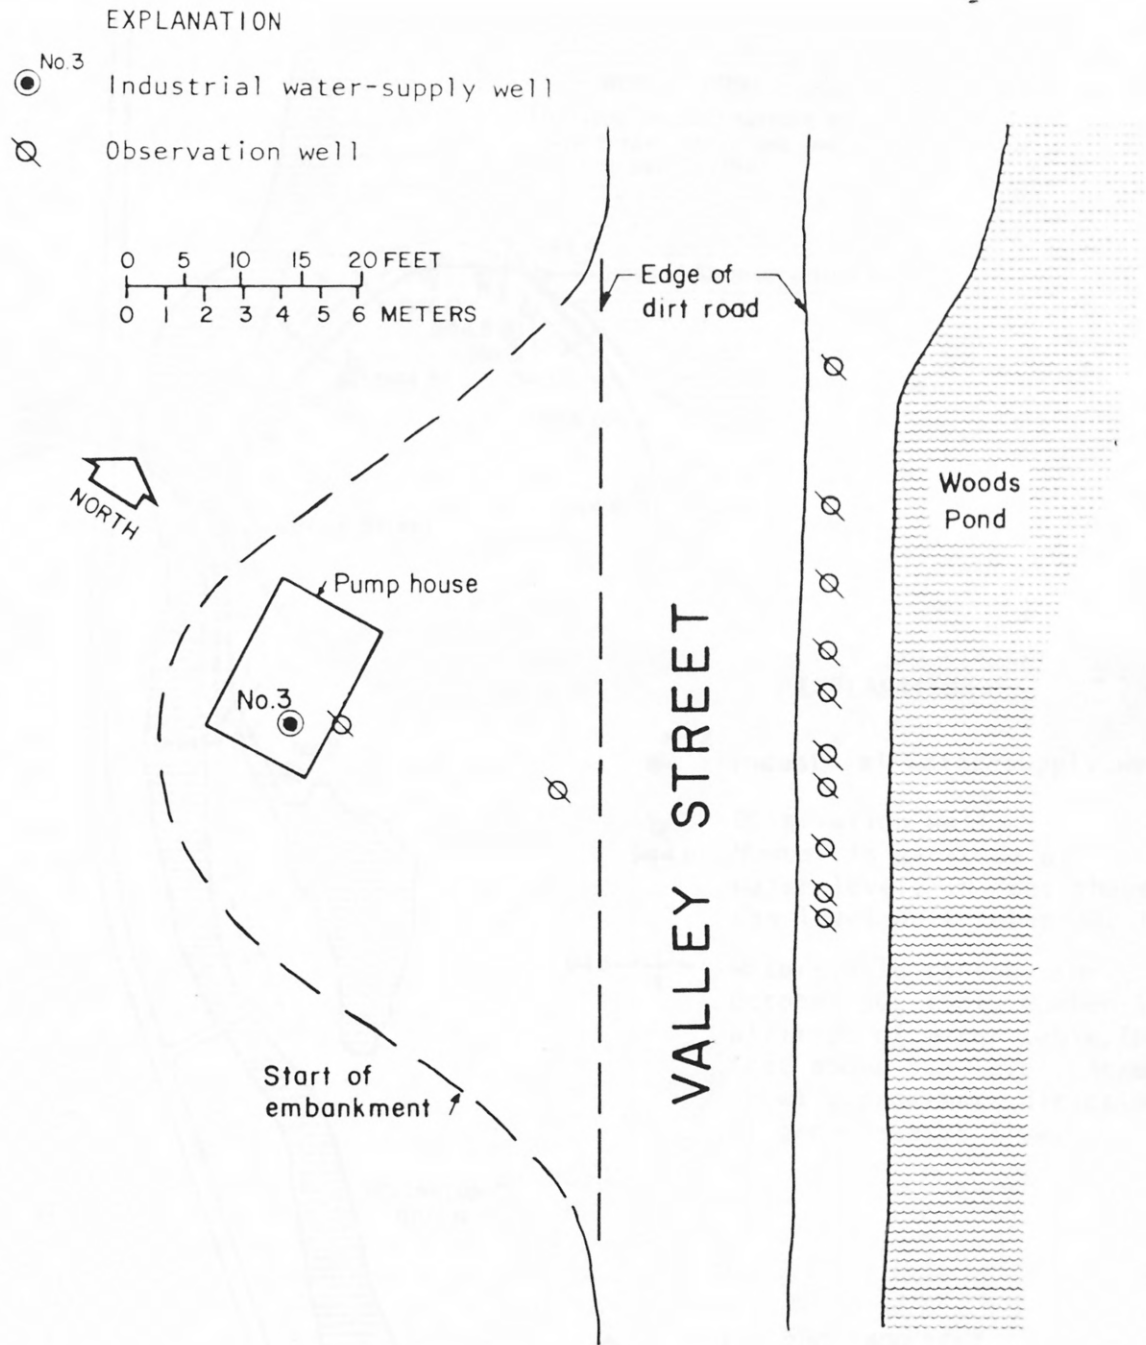 EXPLANATION
No.3
Industrial water-supply well
Observation well
0 5 10 15 20 FEET
0 1 2 3 4 5 6 METERS
Edge of
dirt road
NORTH
Woods
Pond
Pump house
No.3
VALLEY STREET
Start of
embankment